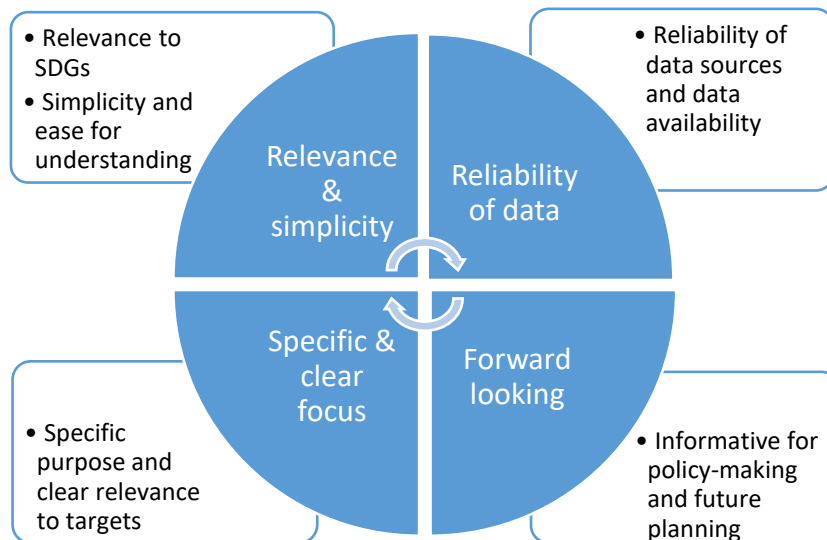 • Relevance to
SDGs
• Simplicity and
ease for
understanding
• Reliability of
data sources
and data
availability
Relevance
&
simplicity
Reliability
of data
Specific &
clear
focus
Forward
looking
• Specific
purpose and
clear relevance
to targets
• Informative for
policy-making
and future
planning